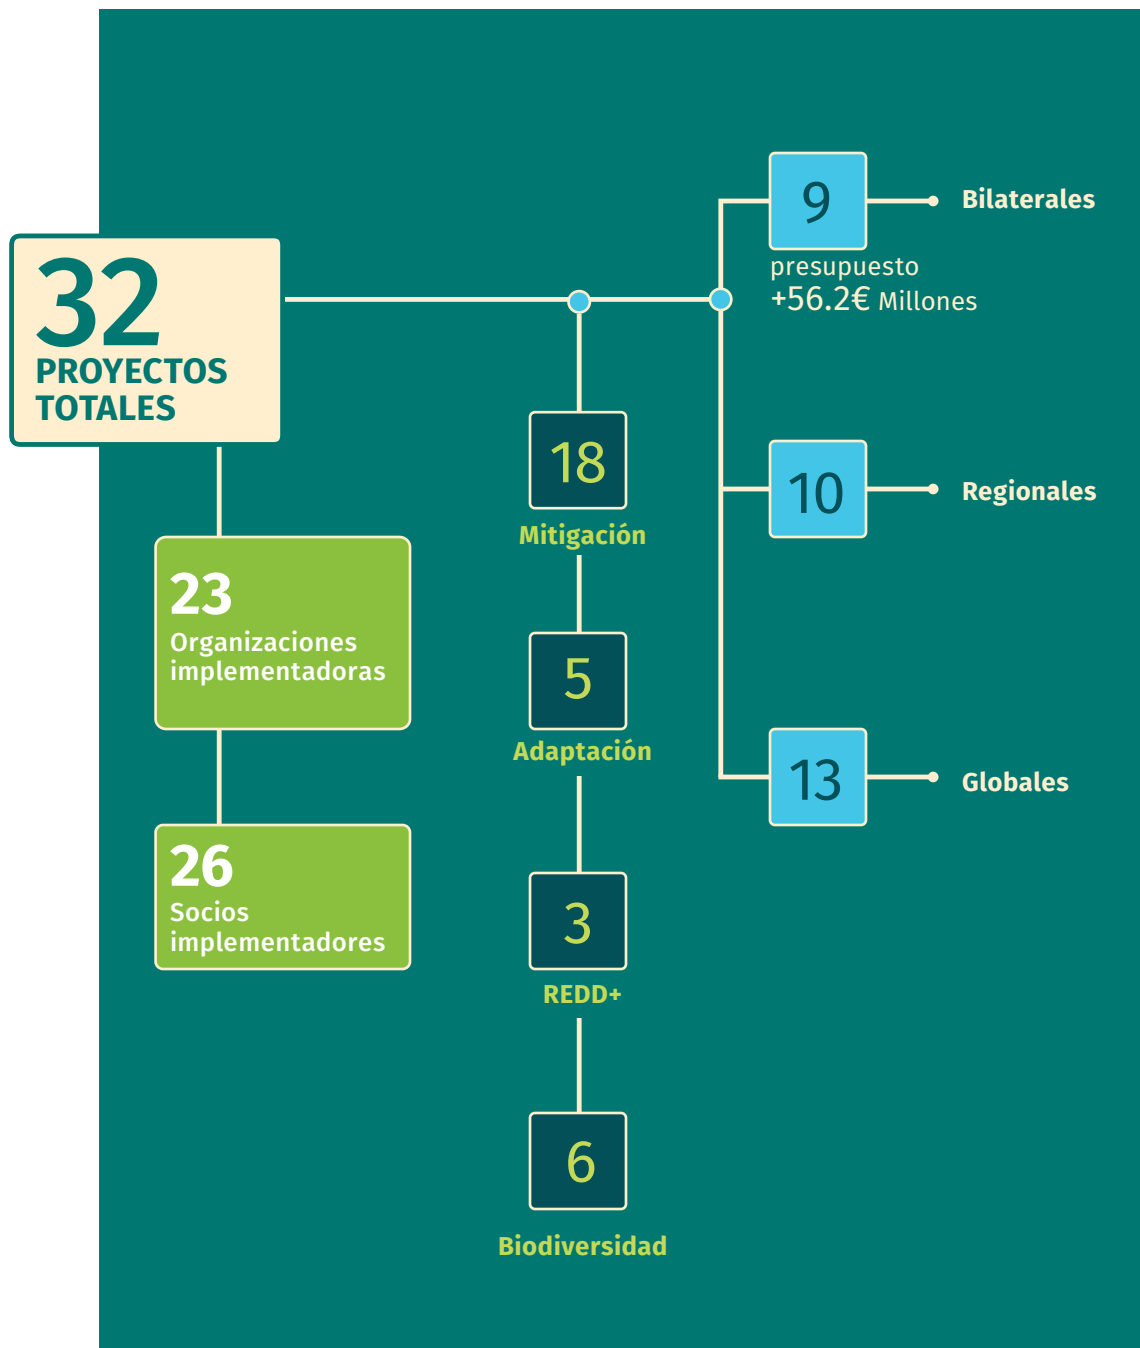 32
PROYECTOS
TOTALES
23
Organizaciones
implementadoras
26
Socios
implementadores
18
Mitigación
5
Adaptación
3
REDD+
6
Biodiversidad
9
Bilaterales
presupuesto
+56.2€ Millones
10
Regionales
13
Globales